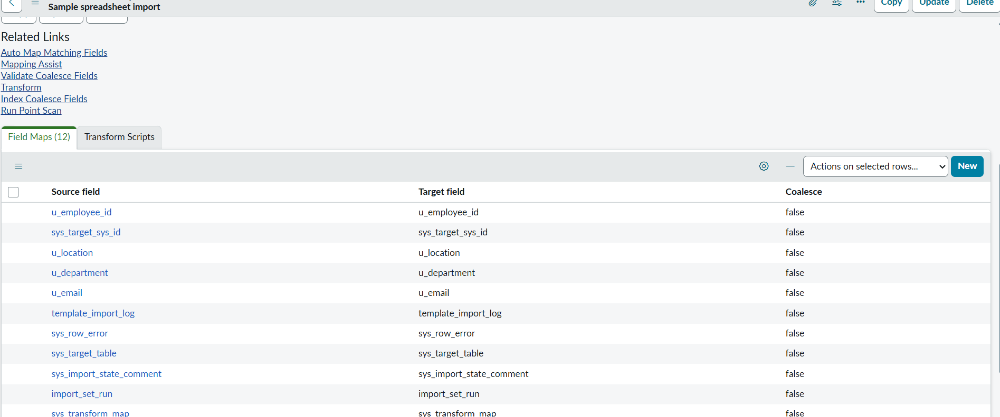 Sample spreadsheet import
Copy Update Delete
Related Links
Auto Map Matching Fields
Mapping Assist
Validate Coalesce Fields
Transform
Index Coalesce Fields
Run Point Scan
Field Maps (12) Transform Scripts
Actions on selected rows... New
Source field Target field Coalesce
u_employee_id u_employee_id false
sys_target_sys_id sys_target_sys_id false
u_location u_location false
u_department u_department false
u_email u_email false
template_import_log template_import_log false
sys_row_error sys_row_error false
sys_target_table sys_target_table false
sys_import_state_comment sys_import_state_comment false
import_set_run import_set_run false
sys_transform_map sys_transform_map false